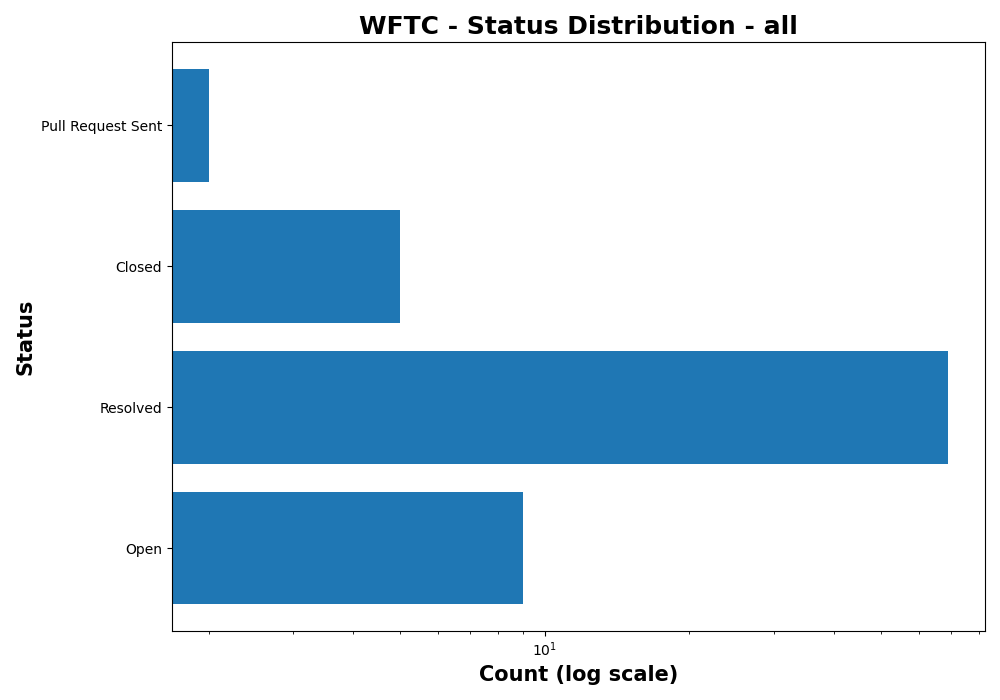 WFTC - Status Distribution - all
Pull Request Sent
Closed
Resolved
Open
Status
10¹
Count (log scale)